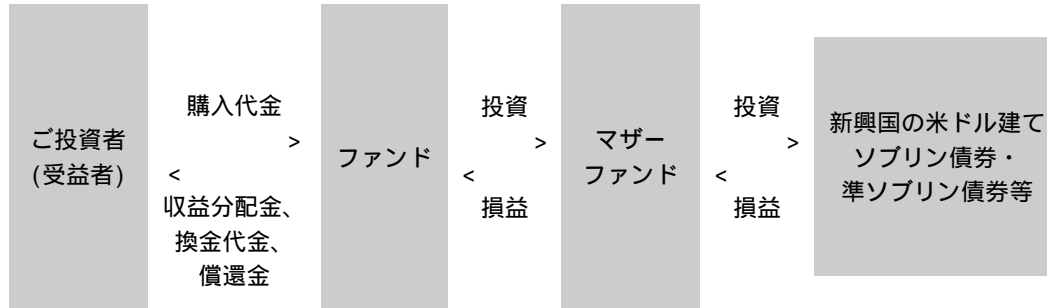 ご投資者
(受益者)
購入代金
>
<
収益分配金、
換金代金、
償還金
ファンド
投資
>
<
損益
マザー
ファンド
投資
>
<
損益
新興国の米ドル建て
ソブリン債券・
準ソブリン債券等